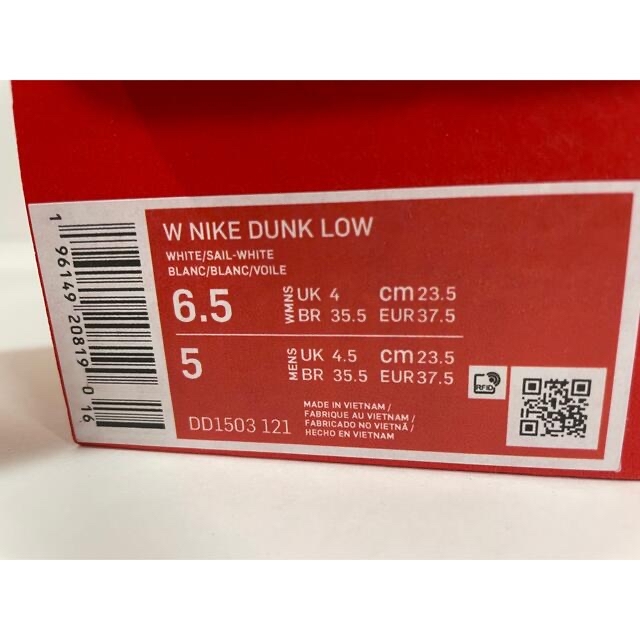 W NIKE DUNK LOW
WHITE/SAIL-WHITE
BLANC/BLANC/VOILE
6.5 WMNS UK 4 cm 23.5
BR 35.5 EUR 37.5
5 MENS UK 4.5 cm 23.5
BR 35.5 EUR 37.5
RFID
DD1503 121
MADE IN VIETNAM /
FABRIQUE AU VIETNAM /
FABRICADO NO VIETNÃ /
HECHO EN VIETNAM
1 96149 20819 0 16